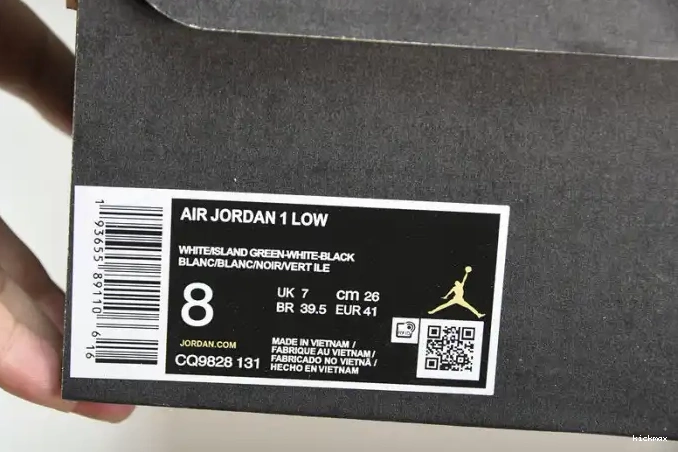 AIR JORDAN 1 LOW
WHITE/ISLAND GREEN-WHITE-BLACK
BLANC/BLANC/NOIR/VERT ILE
8
UK 7 cm 26
BR 39.5 EUR 41
JORDAN.COM
CQ9828 131
MADE IN VIETNAM /
FABRIQUE AU VIETNAM /
FABRICADO NO VIETNÃ /
HECHO EN VIETNAM
1 93655 89110 6 16
kickmax